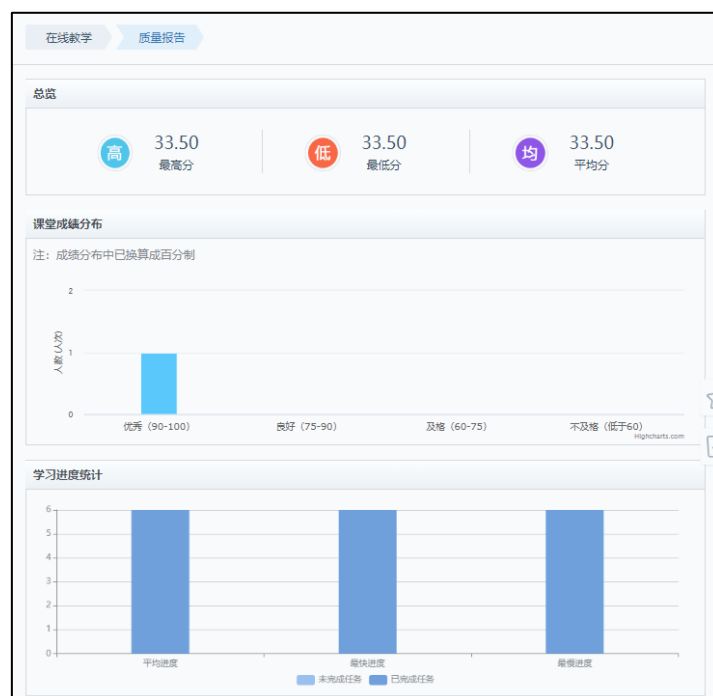 在线教学 质量报告
总览
高 33.50 最高分
低 33.50 最低分
均 33.50 平均分
课堂成绩分布
注：成绩分布中已换算成百分制
人数 (人次)
2
1
0
优秀（90-100） 良好（75-90） 及格（60-75） 不及格（低于60）
Highcharts.com
学习进度统计
6
5
4
3
2
1
0
平均进度 最快进度 最慢进度
未完成任务 已完成任务